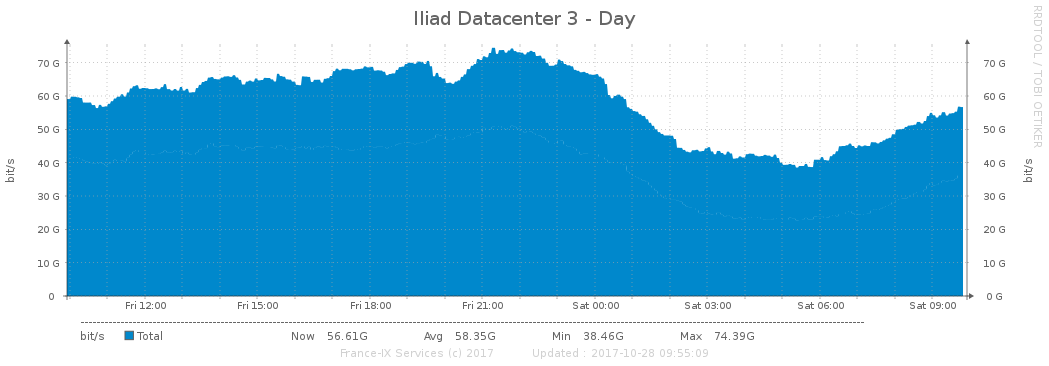 Iliad Datacenter 3 - Day
RRDTOOL / TOBI OETIKER
bit/s
bit/s
70 G 70 G
60 G 60 G
50 G 50 G
40 G 40 G
30 G 30 G
20 G 20 G
10 G 10 G
0 0 G
Fri 12:00 Fri 15:00 Fri 18:00 Fri 21:00 Sat 00:00 Sat 03:00 Sat 06:00 Sat 09:00
bit/s Total Now 56.61G Avg 58.35G Min 38.46G Max 74.39G
France-IX Services (c) 2017 Updated : 2017-10-28 09:55:09